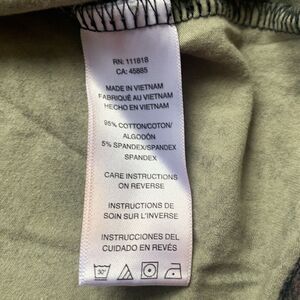 RN: 111818
CA: 45885
MADE IN VIETNAM
FABRIQUÉ AU VIETNAM
HECHO EN VIETNAM
95% COTTON/COTON/
ALGODÓN
5% SPANDEX/SPANDEX
SPANDEX
CARE INSTRUCTIONS
ON REVERSE
INSTRUCTIONS DE
SOIN SUR L'INVERSE
INSTRUCCIONES DEL
CUIDADO EN REVÉS
30°